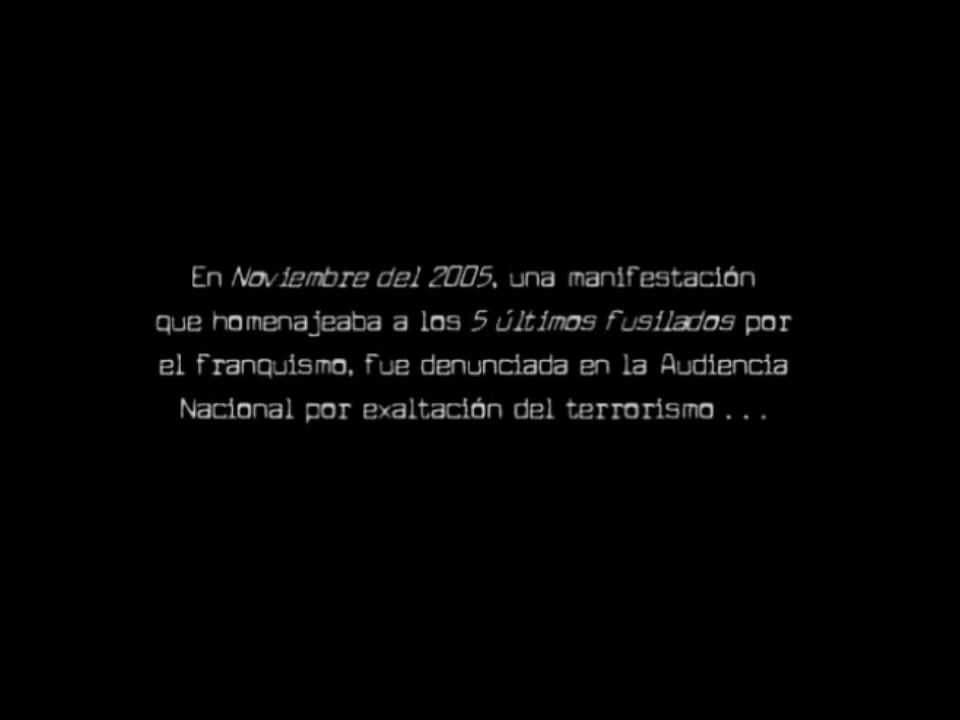 En Noviembre del 2005, una manifestación
que homenajeaba a los 5 últimos fusilados por
el franquismo, fue denunciada en la Audiencia
Nacional por exaltación del terrorismo . . .